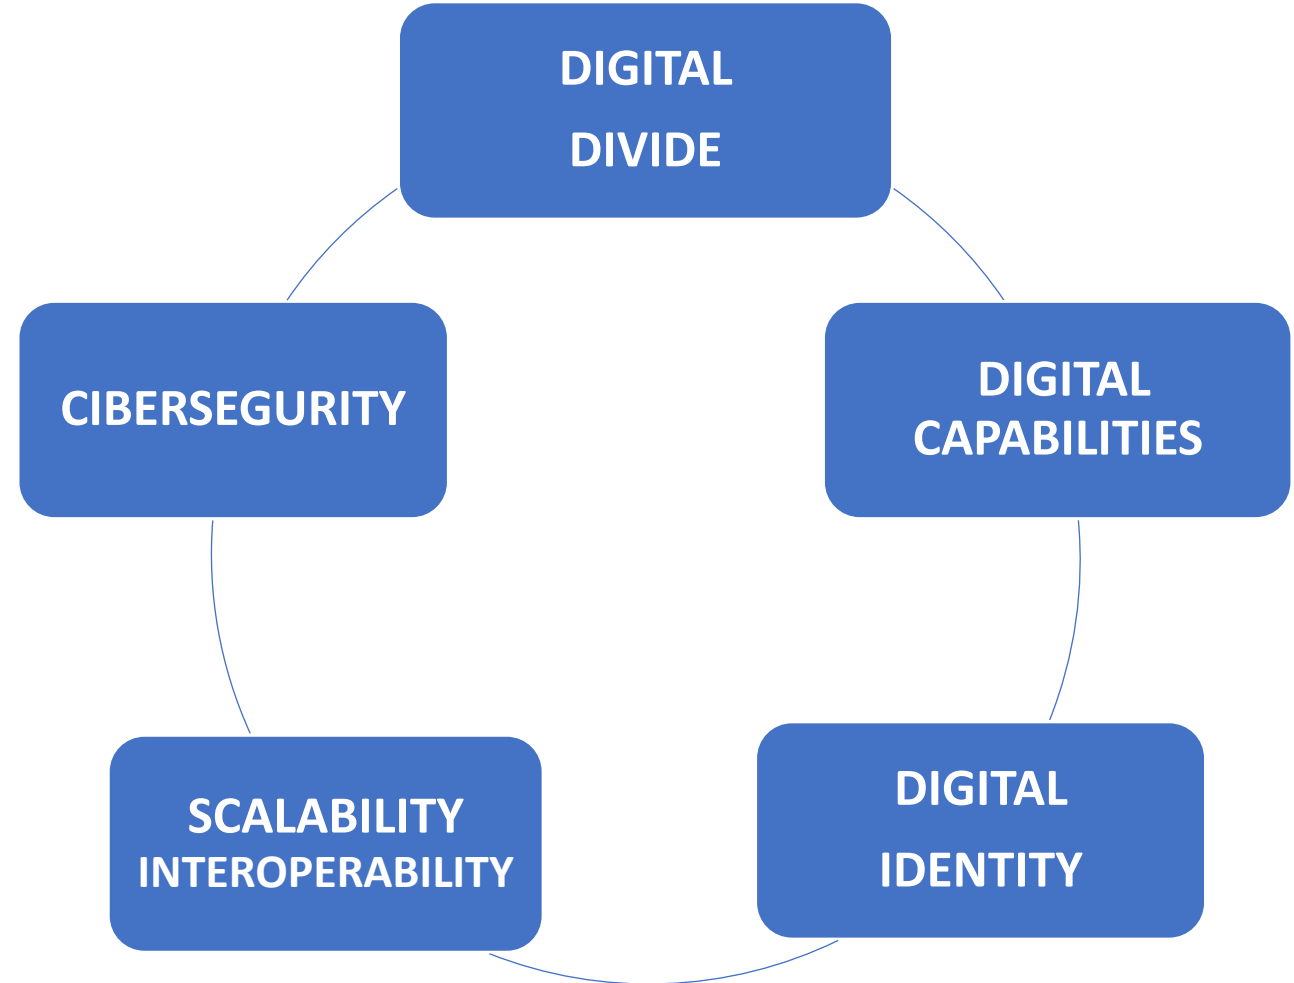 DIGITAL
DIVIDE
DIGITAL
CAPABILITIES
DIGITAL
IDENTITY
SCALABILITY
INTEROPERABILITY
CIBERSEGURITY